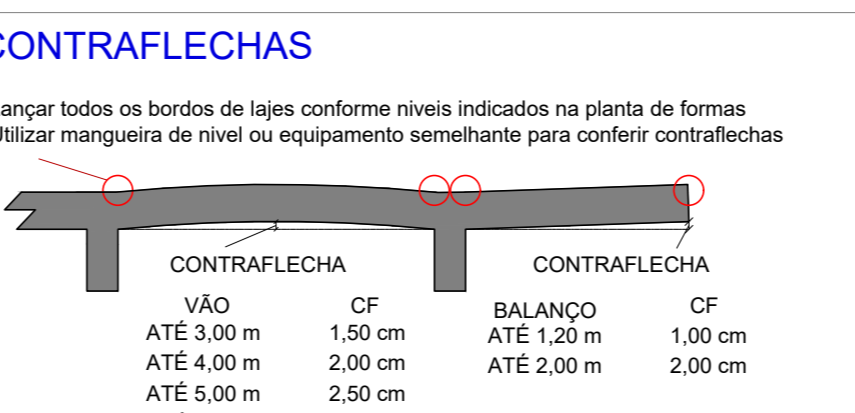 CONTRAFLECHAS
ançar todos os bordos de lajes conforme niveis indicados na planta de formas
Utilizar mangueira de nivel ou equipamento semelhante para conferir contraflechas
CONTRAFLECHA
CONTRAFLECHA
VÃO CF
ATÉ 3,00 m 1,50 cm
ATÉ 4,00 m 2,00 cm
ATÉ 5,00 m 2,50 cm
BALANÇO CF
ATÉ 1,20 m 1,00 cm
ATÉ 2,00 m 2,00 cm